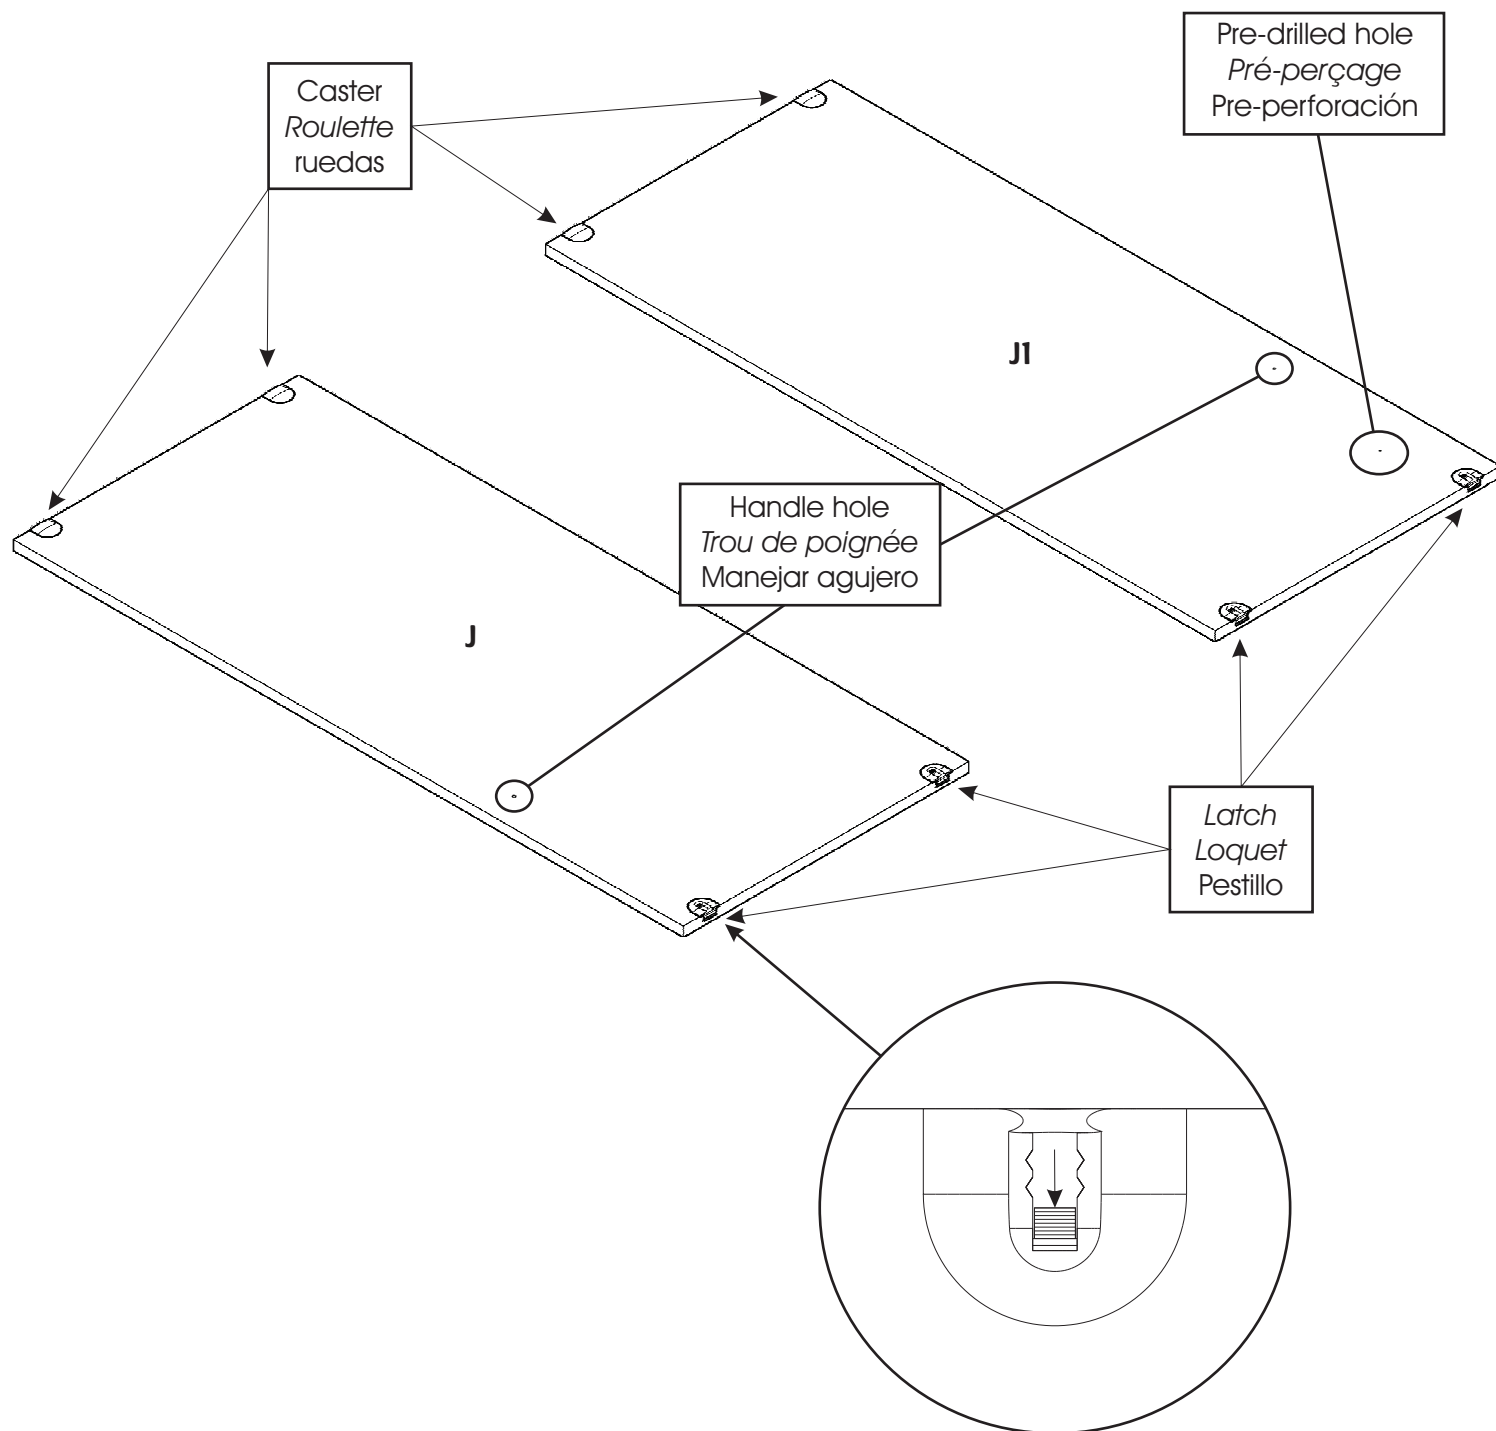 Pre-drilled hole
Pré-perçage
Pre-perforación
Caster
Roulette
ruedas
J1
Handle hole
Trou de poignée
Manejar agujero
J
Latch
Loquet
Pestillo